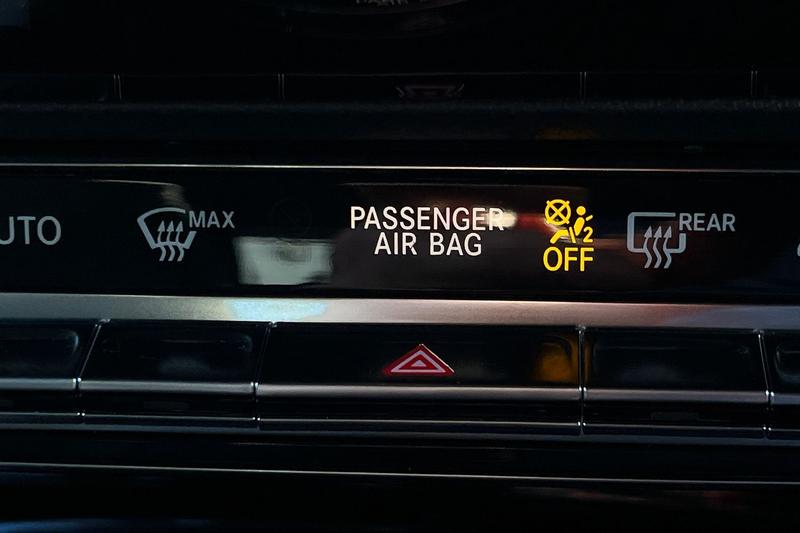 UTO
MAX
PASSENGER
AIR BAG
2
OFF
REAR